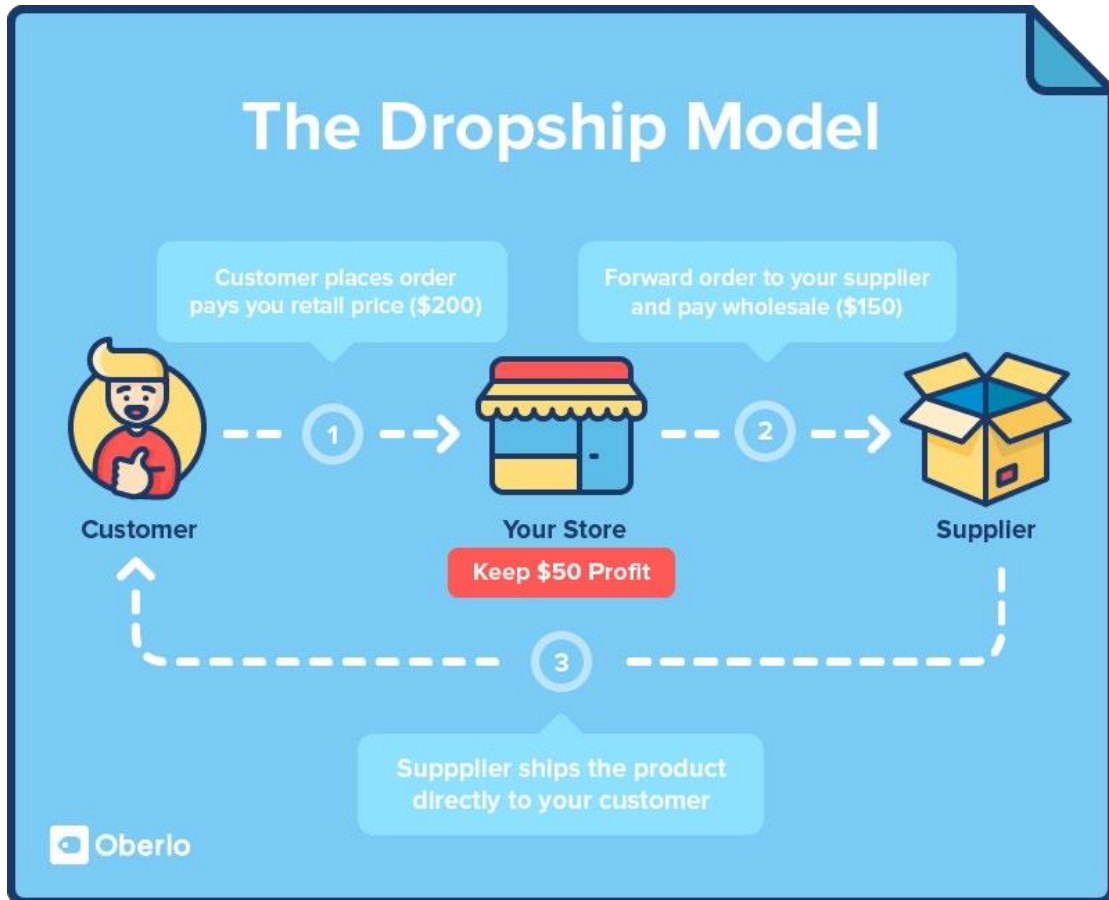 The Dropship Model
Customer places order
pays you retail price ($200)
Forward order to your supplier
and pay wholesale ($150)
1
2
Customer
Your Store
Supplier
Keep $50 Profit
3
Suppplier ships the product
directly to your customer
Oberlo